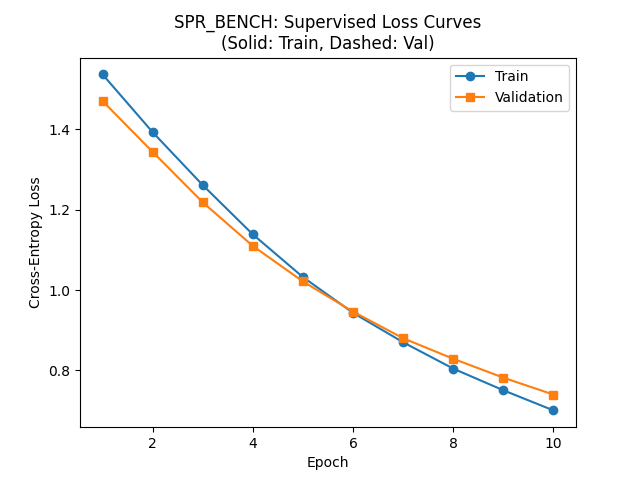 SPR_BENCH: Supervised Loss Curves
(Solid: Train, Dashed: Val)
Train
Validation
Cross-Entropy Loss
1.4
1.2
1.0
0.8
2 4 6 8 10
Epoch